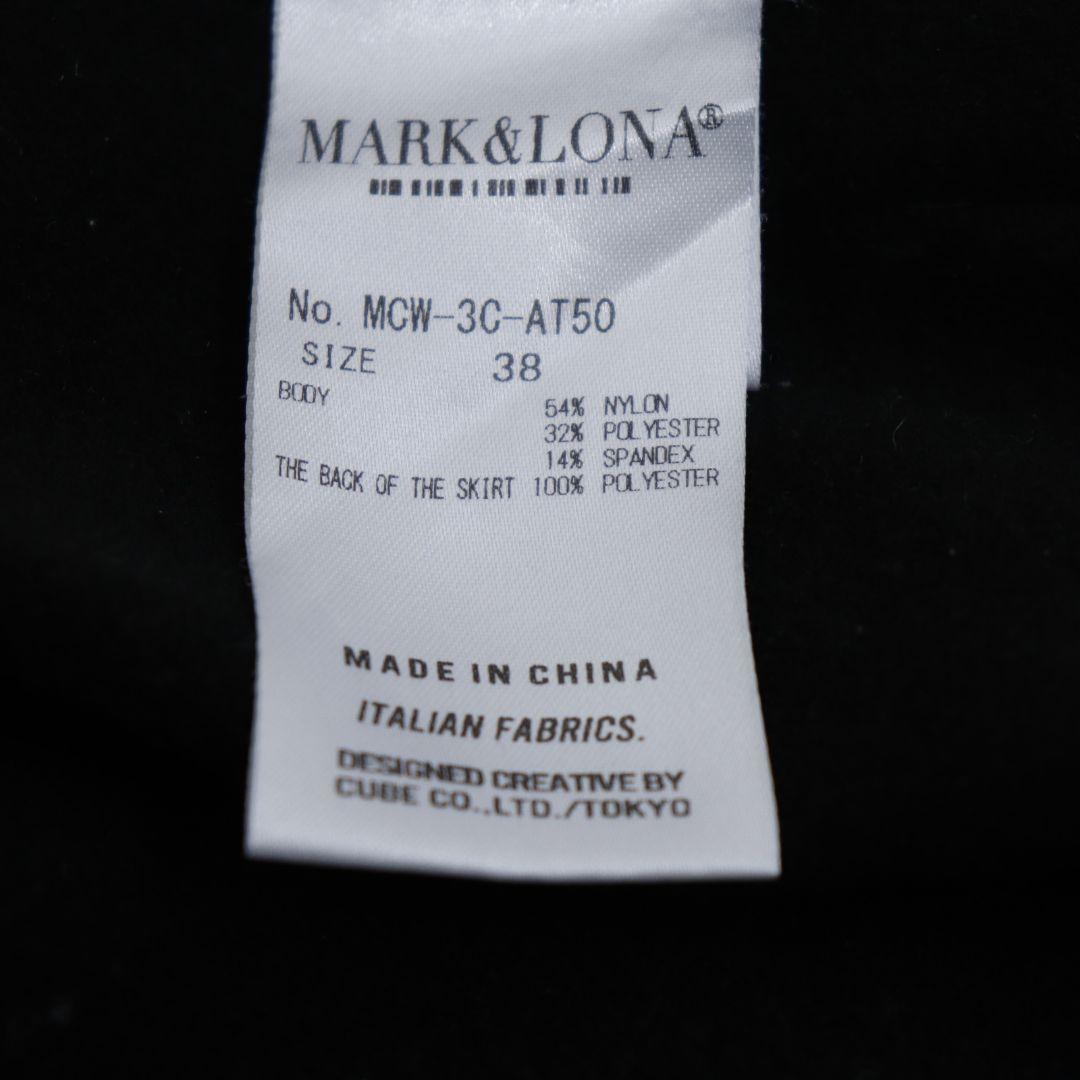 MARK&LONA®
No. MCW-3C-AT50
SIZE 38
BODY 54% NYLON
32% POLYESTER
14% SPANDEX
THE BACK OF THE SKIRT 100% POLYESTER
MADE IN CHINA
ITALIAN FABRICS.
DESIGNED CREATIVE BY
CUBE CO.,LTD./TOKYO